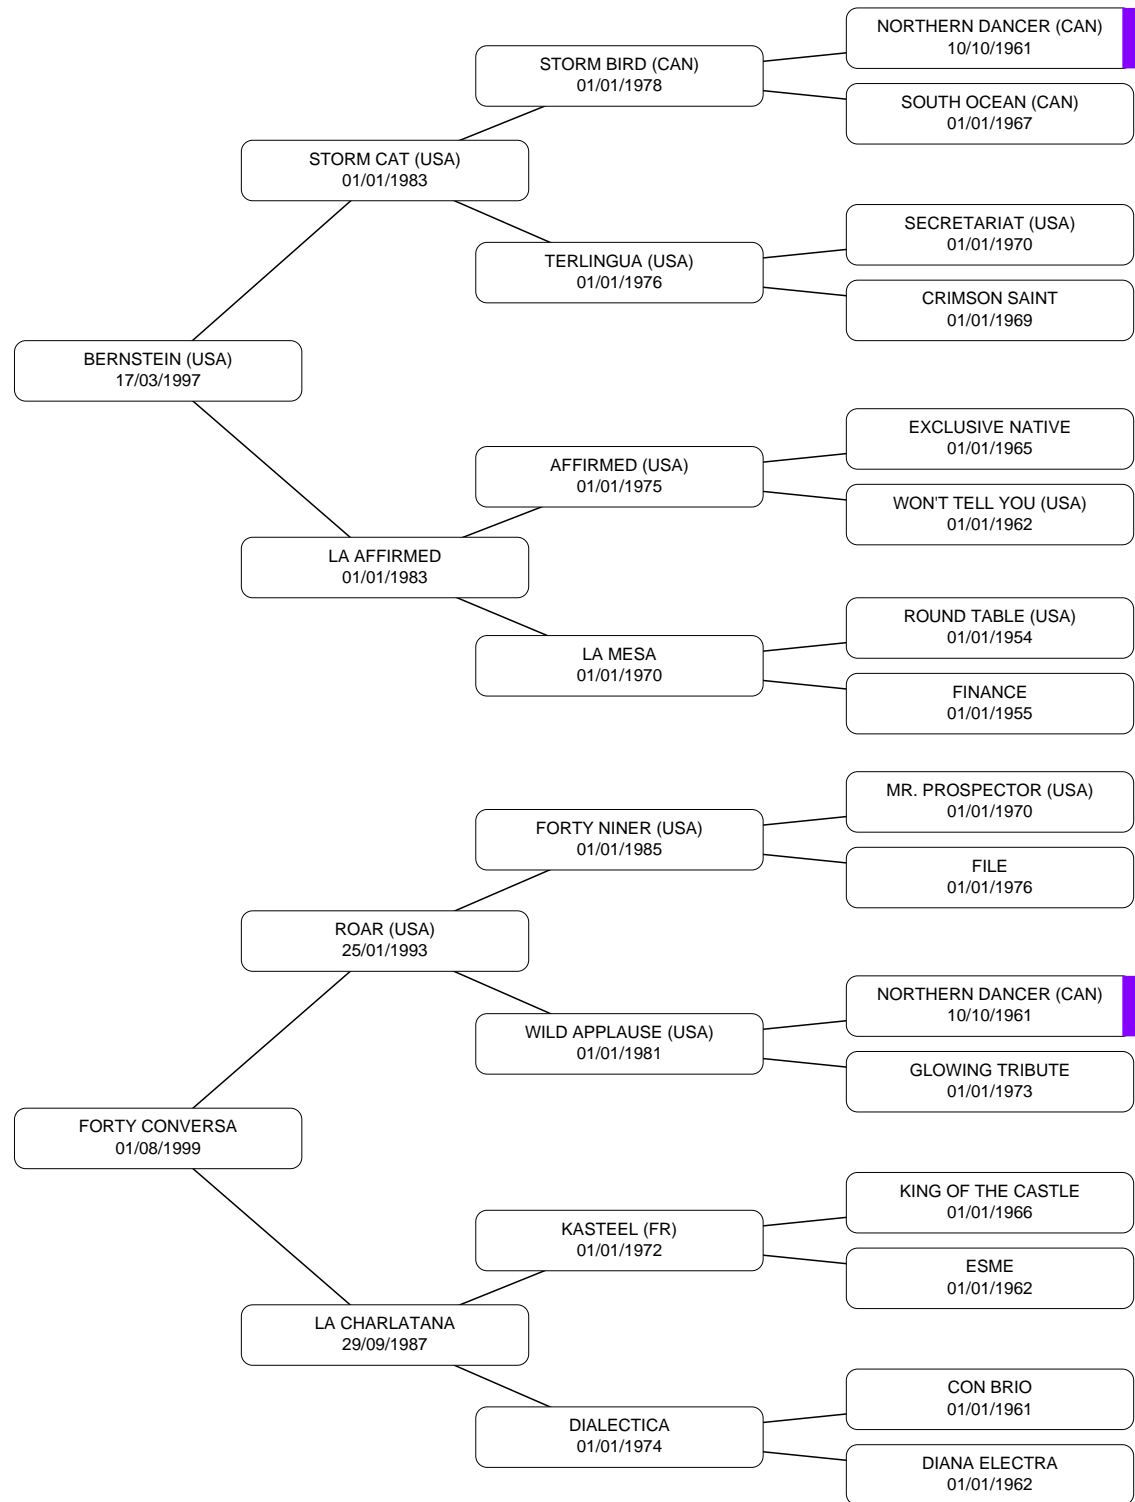 NORTHERN DANCER (CAN)
10/10/1961
STORM BIRD (CAN)
01/01/1978
SOUTH OCEAN (CAN)
01/01/1967
STORM CAT (USA)
01/01/1983
SECRETARIAT (USA)
01/01/1970
TERLINGUA (USA)
01/01/1976
CRIMSON SAINT
01/01/1969
BERNSTEIN (USA)
17/03/1997
EXCLUSIVE NATIVE
01/01/1965
AFFIRMED (USA)
01/01/1975
WON'T TELL YOU (USA)
01/01/1962
LA AFFIRMED
01/01/1983
ROUND TABLE (USA)
01/01/1954
LA MESA
01/01/1970
FINANCE
01/01/1955
MR. PROSPECTOR (USA)
01/01/1970
FORTY NINER (USA)
01/01/1985
FILE
01/01/1976
ROAR (USA)
25/01/1993
NORTHERN DANCER (CAN)
10/10/1961
WILD APPLAUSE (USA)
01/01/1981
GLOWING TRIBUTE
01/01/1973
FORTY CONVERSA
01/08/1999
KING OF THE CASTLE
01/01/1966
KASTEEL (FR)
01/01/1972
ESME
01/01/1962
LA CHARLATANA
29/09/1987
CON BRIO
01/01/1961
DIALECTICA
01/01/1974
DIANA ELECTRA
01/01/1962